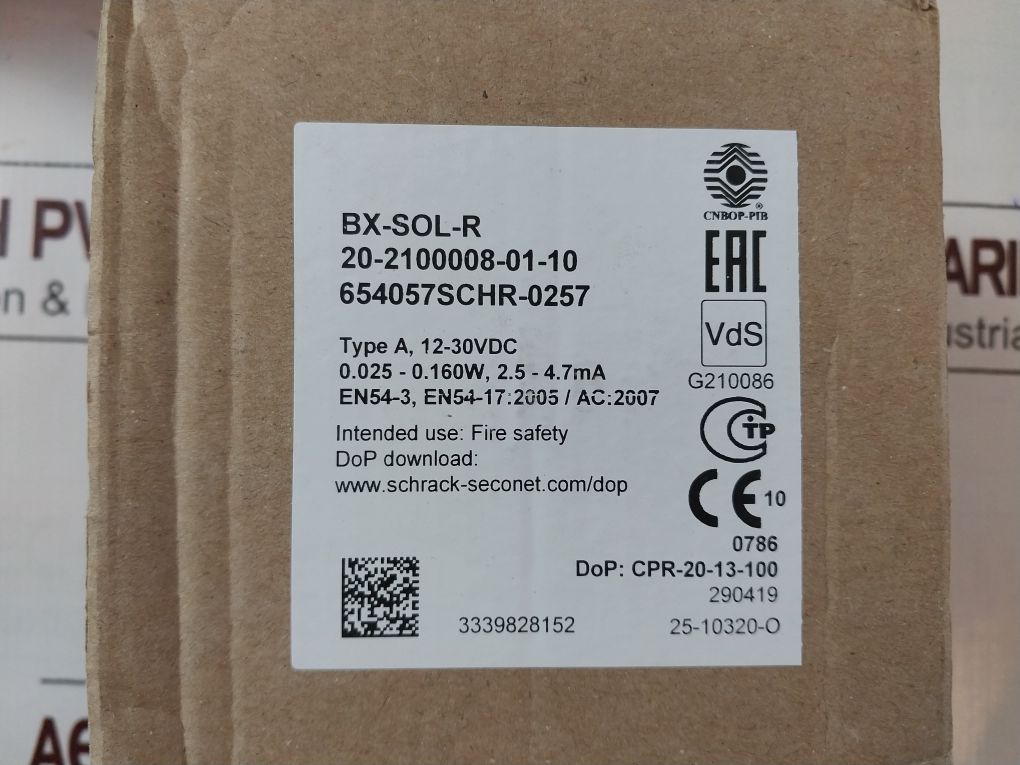 BX-SOL-R
20-2100008-01-10
654057SCHR-0257
Type A, 12-30VDC
0.025 - 0.160W, 2.5 - 4.7mA
EN54-3, EN54-17:2005 / AC:2007
Intended use: Fire safety
DoP download:
www.schrack-seconet.com/dop
CNBOP-PIB ®
EAC
VdS
G210086
CE 10
0786
DoP: CPR-20-13-100
290419
3339828152
25-10320-O